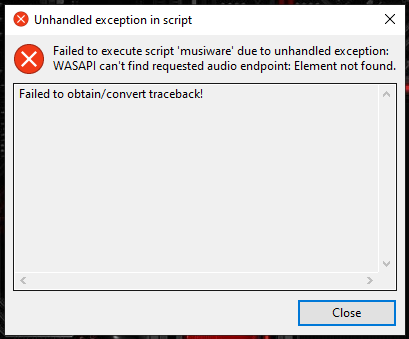 Unhandled exception in script
Failed to execute script 'musiware' due to unhandled exception:
WASAPI can't find requested audio endpoint: Element not found.
Failed to obtain/convert traceback!
Close